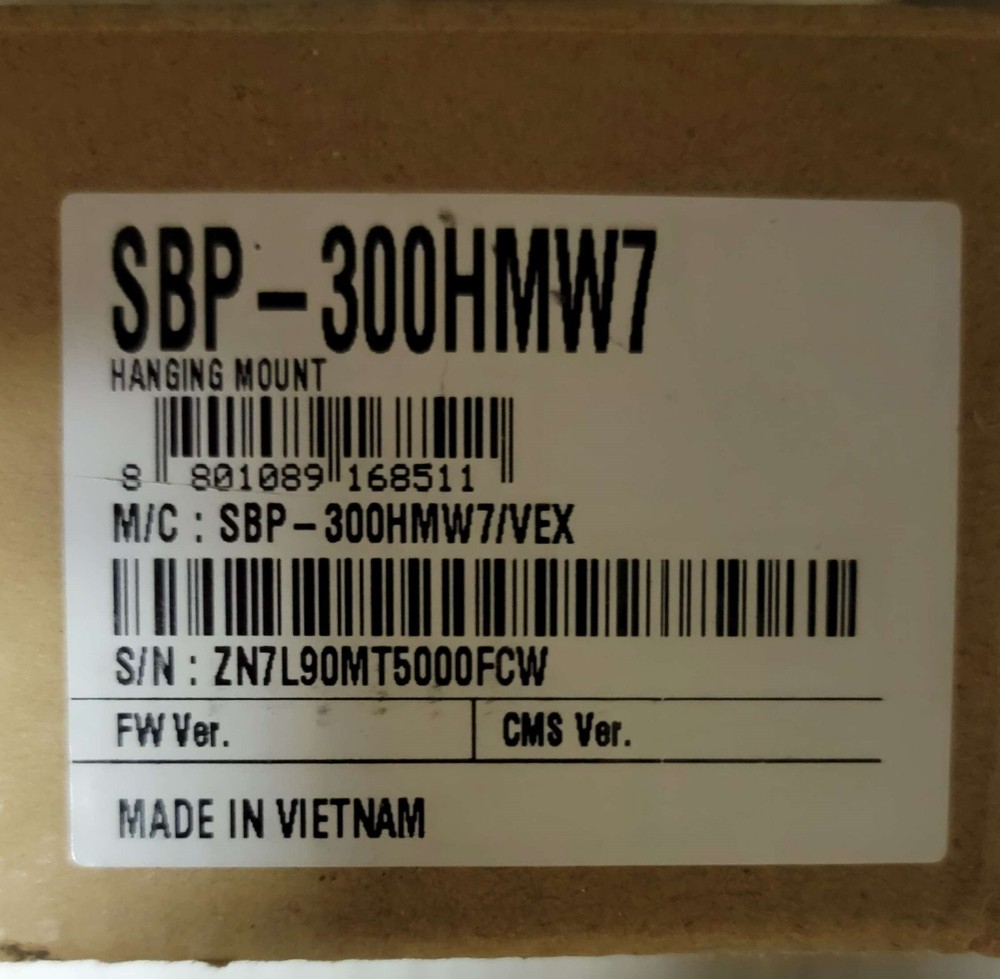 SBP-300HMW7
HANGING MOUNT
8 801089 168511
M/C : SBP-300HMW7/VEX
S/N : ZN7L90MT5000FCW
FW Ver.
CMS Ver.
MADE IN VIETNAM